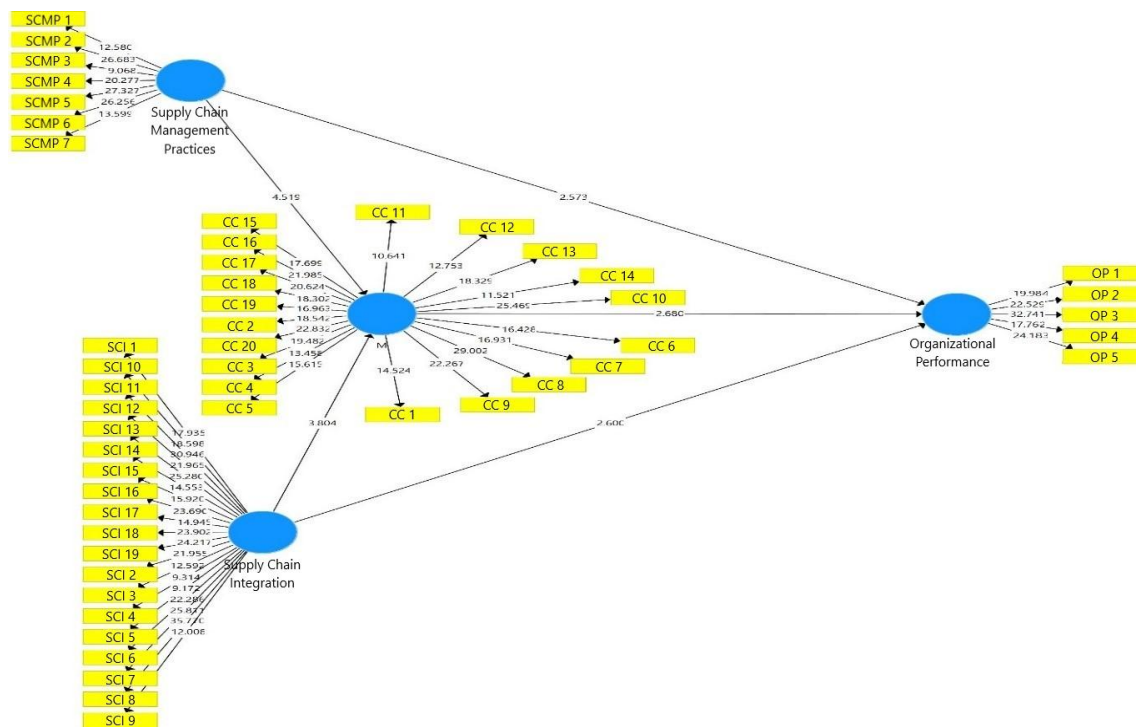 SCMP 1
SCMP 2
SCMP 3
SCMP 4
SCMP 5
SCMP 6
SCMP 7
12.580
26.683
9.068
20.277
27.327
26.256
13.599
Supply Chain
Management
Practices
4.519
2.573
CC 15
CC 16
CC 17
CC 18
CC 19
CC 2
CC 20
CC 3
CC 4
CC 5
17.699
21.985
20.624
18.302
16.963
18.542
22.832
19.482
13.458
15.615
CC 11
CC 12
CC 13
CC 14
CC 10
10.641
12.753
18.329
11.521
25.469
2.680
M
CC 6
CC 7
CC 8
CC 9
CC 1
16.428
16.931
29.002
22.267
14.524
OP 1
OP 2
OP 3
OP 4
OP 5
19.984
22.529
32.741
17.762
24.183
Organizational
Performance
3.804
2.600
SCI 1
SCI 10
SCI 11
SCI 12
SCI 13
SCI 14
SCI 15
SCI 16
SCI 17
SCI 18
SCI 19
SCI 2
SCI 3
SCI 4
SCI 5
SCI 6
SCI 7
SCI 8
SCI 9
17.935
18.598
30.946
21.965
25.280
14.553
15.920
23.690
14.949
23.902
24.217
21.955
12.592
9.314
9.172
22.286
12.008
Supply Chain
Integration